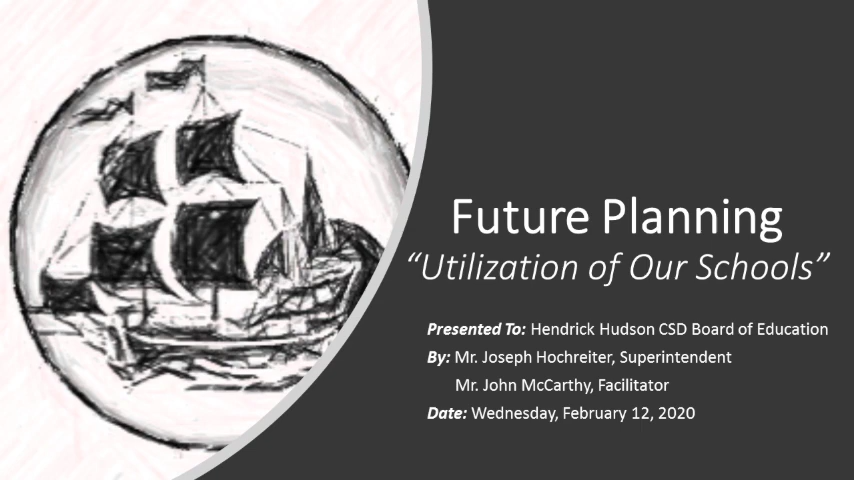 Future Planning
“Utilization of Our Schools”
Presented To: Hendrick Hudson CSD Board of Education
By: Mr. Joseph Hochreiter, Superintendent
Mr. John McCarthy, Facilitator
Date: Wednesday, February 12, 2020